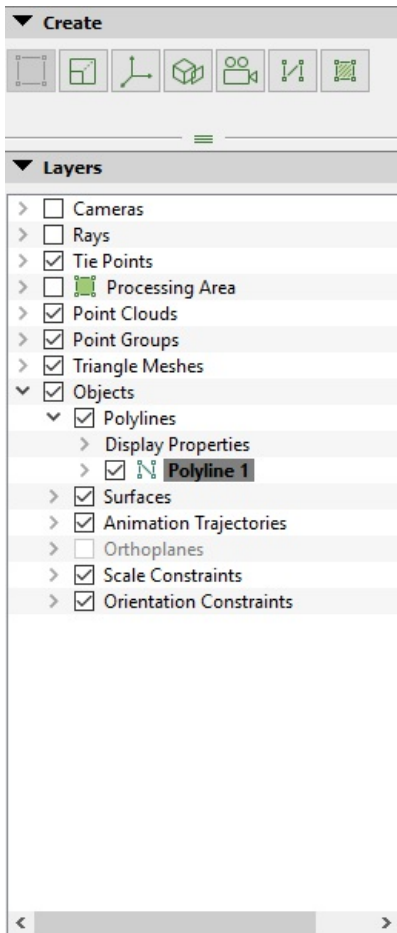 Create
Layers
Cameras
Rays
Tie Points
Processing Area
Point Clouds
Point Groups
Triangle Meshes
Objects
Polylines
Display Properties
Polyline 1
Surfaces
Animation Trajectories
Orthoplanes
Scale Constraints
Orientation Constraints